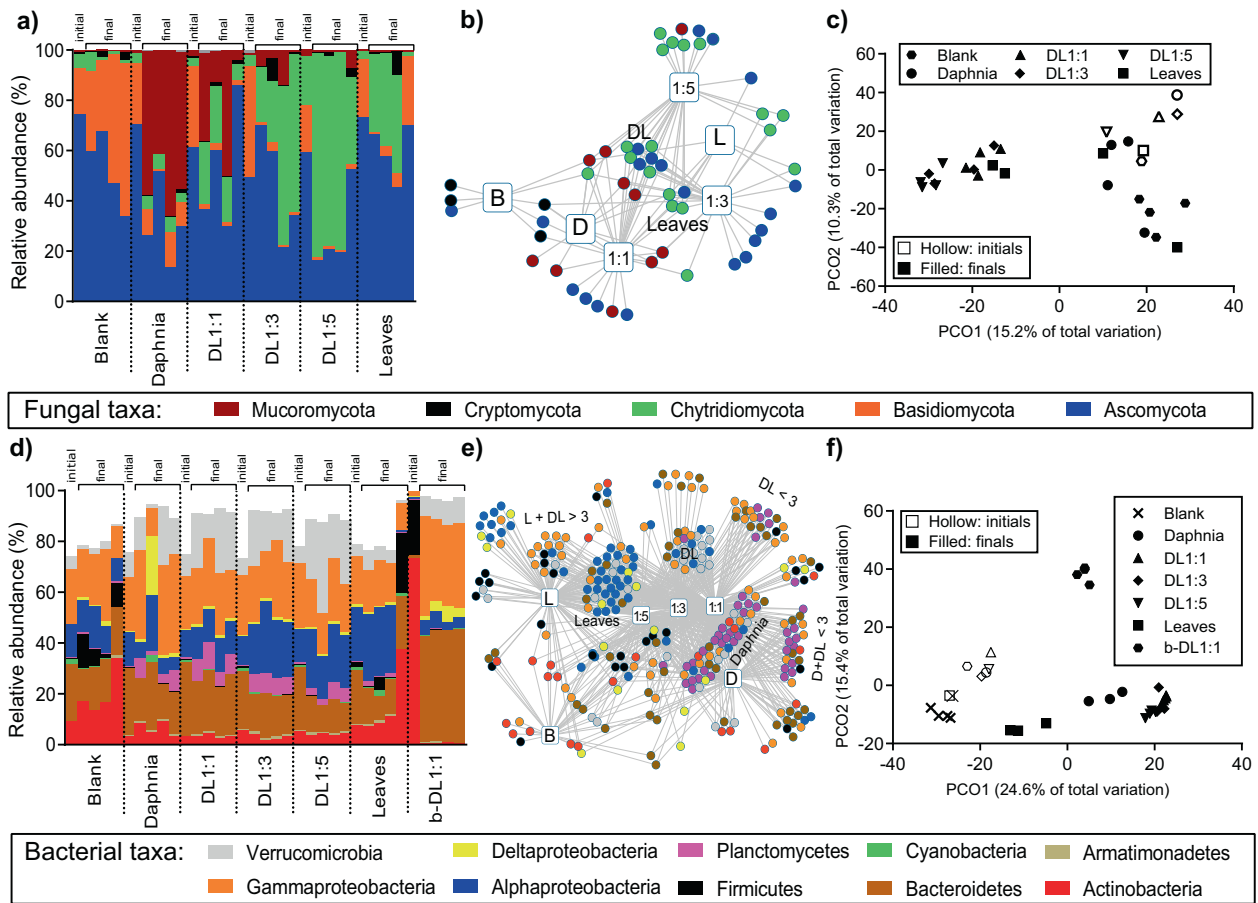 a)
initial final initial final initial final initial final initial final initial final
Relative abundance (%)
100
80
60
40
20
0
Blank Daphnia DL1:1 DL1:3 DL1:5 Leaves
b)
1:5
DL
L
B
D
1:3
Leaves
1:1
c)
PCO2 (10.3% of total variation)
60
40
20
0
-20
-40
-60
Blank DL1:1 DL1:5
Daphnia DL1:3 Leaves
Hollow: initials
Filled: finals
-40 -20 0 20 40
PCO1 (15.2% of total variation)
Fungal taxa: Mucoromycota Cryptomycota Chytridiomycota Basidiomycota Ascomycota
d)
initial final initial final initial final initial final initial final initial final initial final
Relative abundance (%)
100
80
60
40
20
0
Blank Daphnia DL1:1 DL1:3 DL1:5 Leaves b-DL1:1
e)
L + DL > 3
DL < 3
DL
L
Leaves
1:5
1:3
1:1
Daphnia
D+DL < 3
D
B
f)
PCO2 (15.4% of total variation)
60
40
20
0
-20
Hollow: initials
Filled: finals
Blank
Daphnia
DL1:1
DL1:3
DL1:5
Leaves
b-DL1:1
-40 -20 0 20 40
PCO1 (24.6% of total variation)
Bacterial taxa: Verrucomicrobia Deltaproteobacteria Planctomycetes Cyanobacteria Armatimonadetes
Gammaproteobacteria Alphaproteobacteria Firmicutes Bacteroidetes Actinobacteria